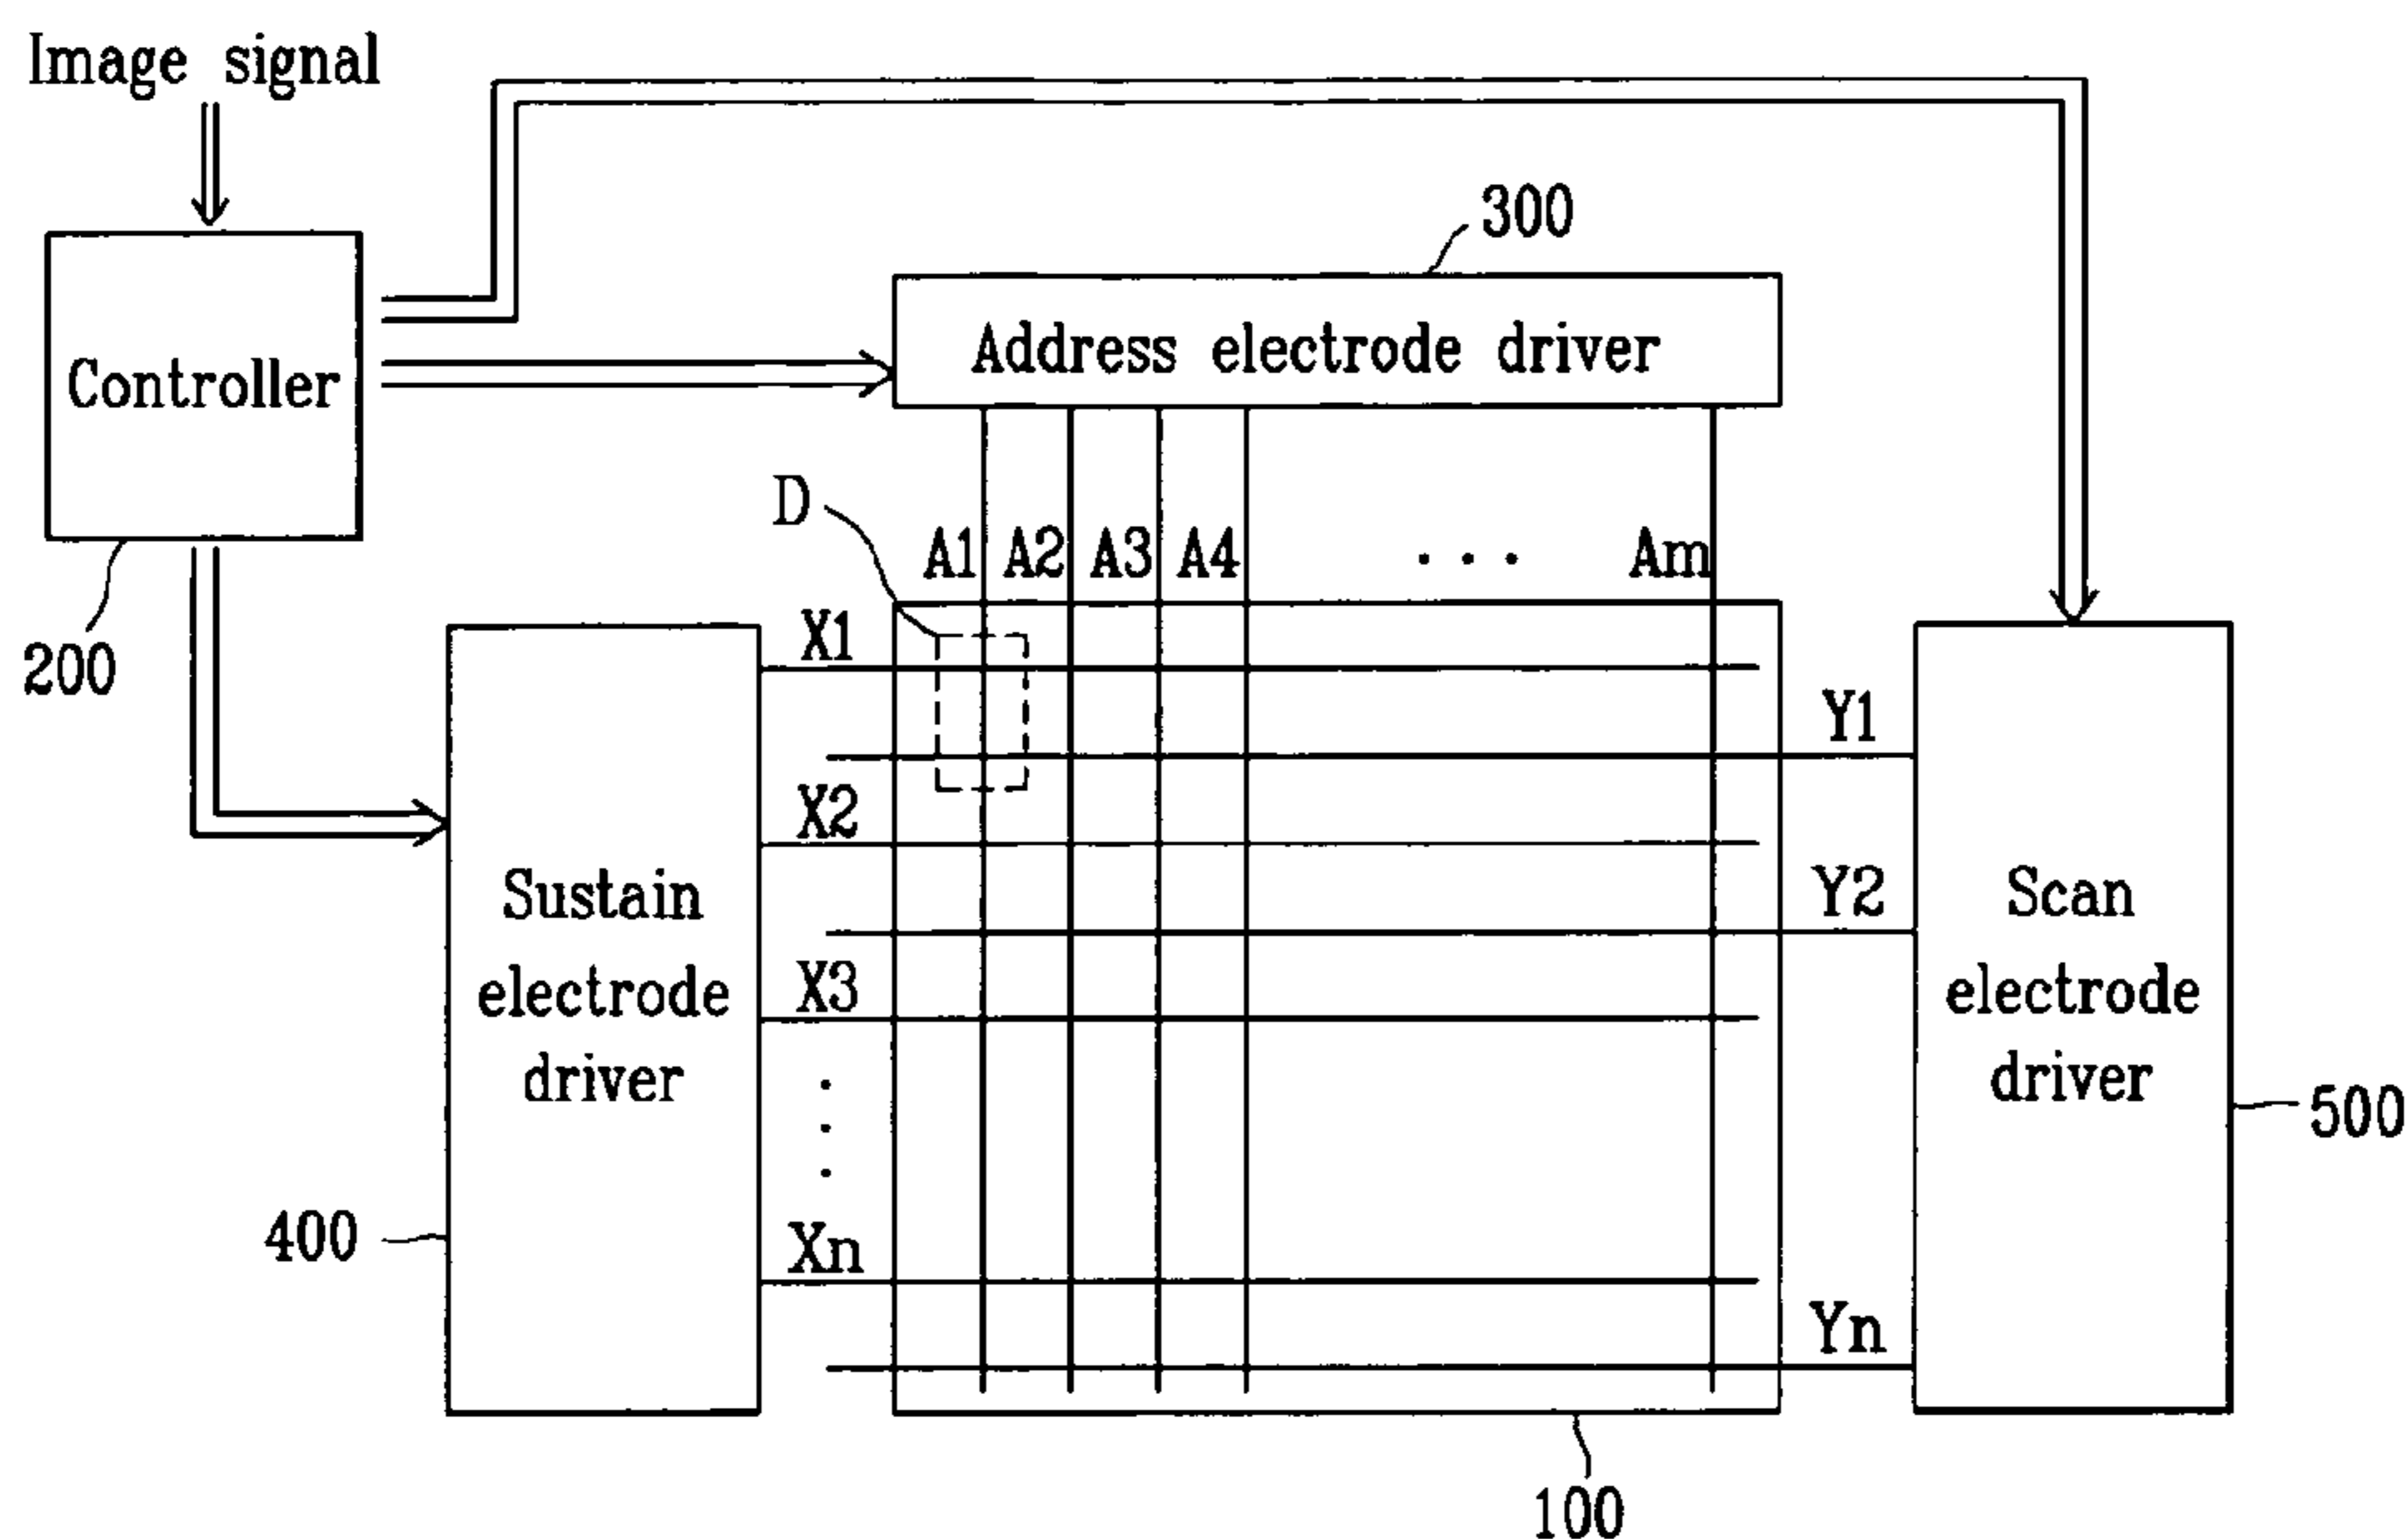 Image signal
300
Controller
Address electrode driver
D
A1 A2 A3 A4 . . . Am
200
X1
Y1
X2
Y2
Sustain
electrode
driver
Scan
electrode
driver
X3
.
.
.
500
400
Xn
Yn
100